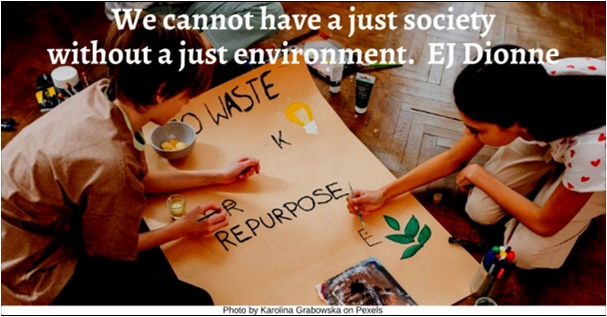 We cannot have a just society
without a just environment.  EJ Dionne
O WASTE
K
R
REPURPOSE
F
Photo by Karolina Grabowska on Pexels